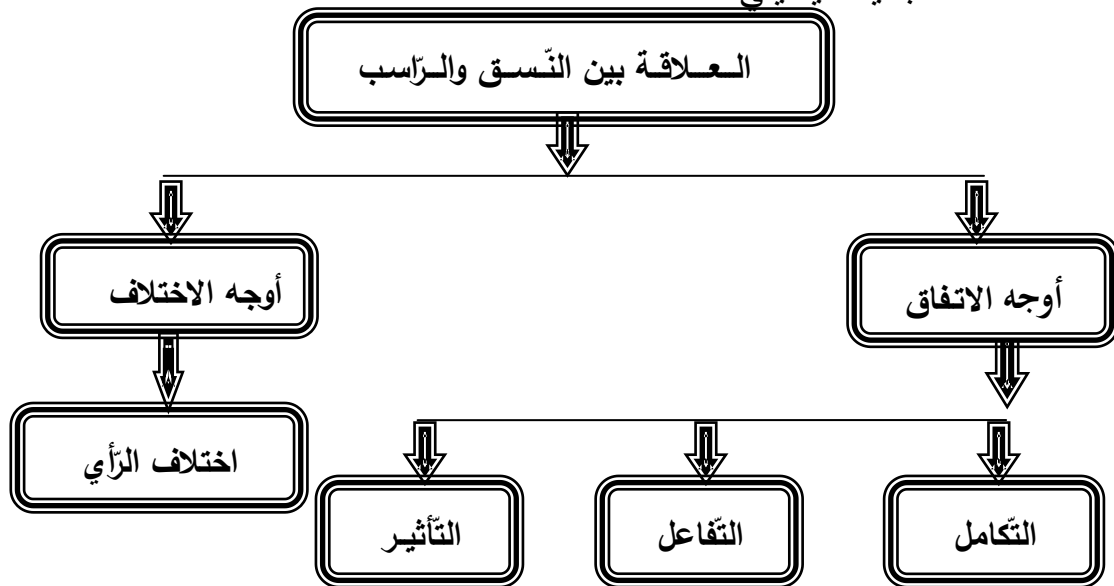 العلاقة بين النّسق والرّاسب
أوجه الاتفاق
أوجه الاختلاف
اختلاف الرّأي
التّكامل
التّفاعل
التّأثير